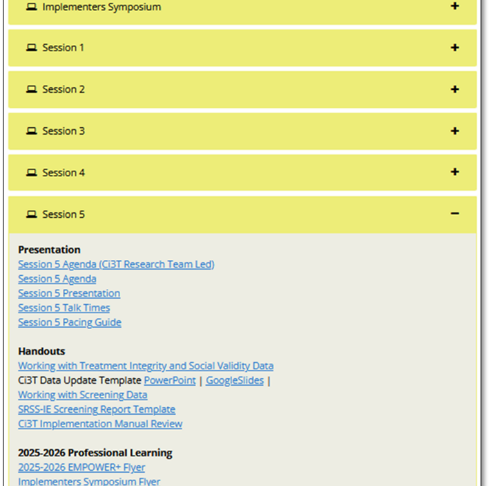 Implementers Symposium +
Session 1 +
Session 2 +
Session 3 +
Session 4 +
Session 5 −
Presentation
Session 5 Agenda (Ci3T Research Team Led)
Session 5 Agenda
Session 5 Presentation
Session 5 Talk Times
Session 5 Pacing Guide
Handouts
Working with Treatment Integrity and Social Validity Data
Ci3T Data Update Template PowerPoint | GoogleSlides |
Working with Screening Data
SRSS-IE Screening Report Template
Ci3T Implementation Manual Review
2025-2026 Professional Learning
2025-2026 EMPOWER+ Flyer
Implementers Symposium Flyer